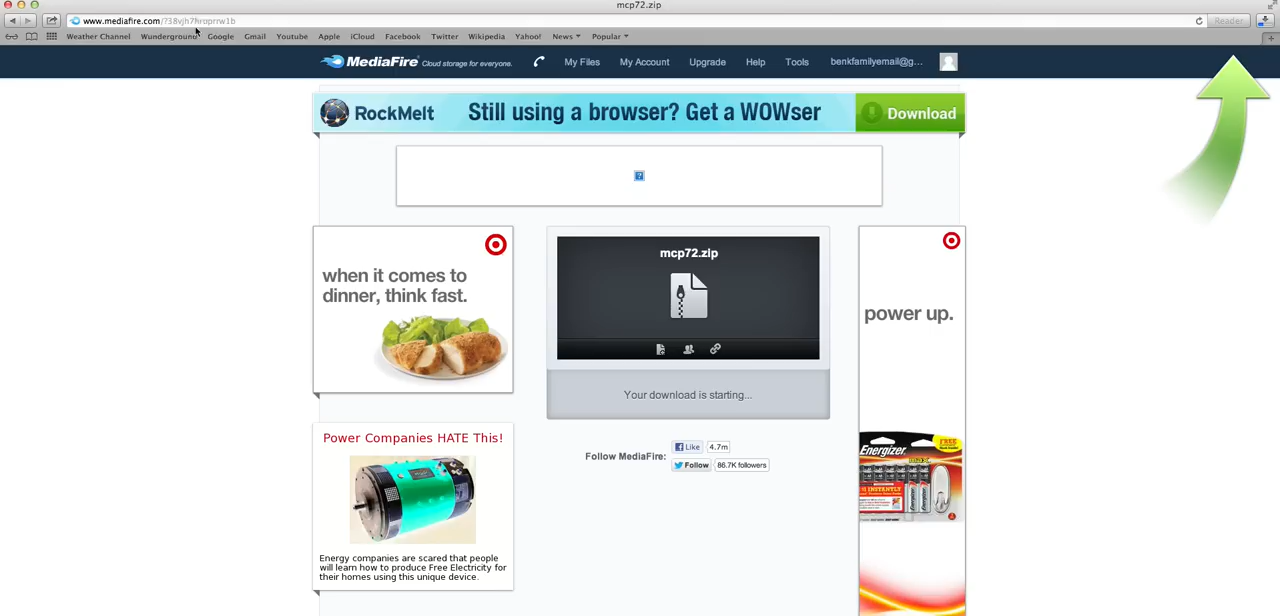 mcp72.zip
www.mediafire.com/?38vjh7hroprrw1b
Reader
Weather Channel Wunderground Google Gmail Youtube Apple iCloud Facebook Twitter Wikipedia Yahoo! News Popular
MediaFire Cloud storage for everyone. My Files My Account Upgrade Help Tools benkfamilyemail@g...
RockMelt Still using a browser? Get a WOWser Download
when it comes to
dinner, think fast.
mcp72.zip
Your download is starting...
power up.
Power Companies HATE This!
Energy companies are scared that people
will learn how to produce Free Electricity for
their homes using this unique device.
Follow MediaFire: Like 4.7m
Follow 86.7K followers
Energizer
max
FREE
INSTANTLY